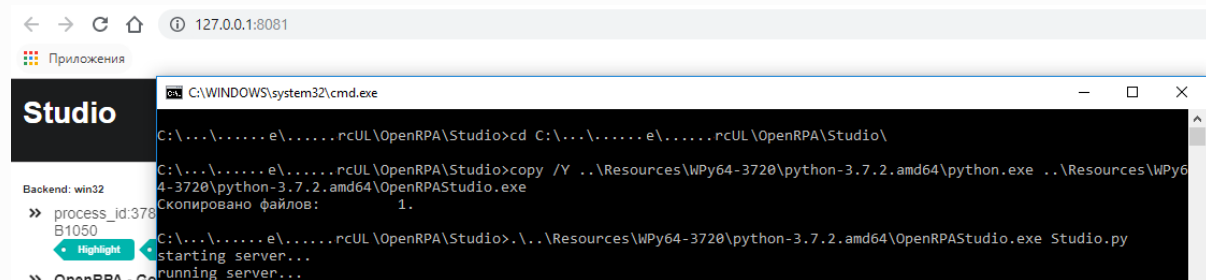 127.0.0.1:8081
Приложения
Studio
C:\WINDOWS\system32\cmd.exe
C:\...\......e\......rcUL\OpenRPA\Studio>cd C:\...\......e\......rcUL\OpenRPA\Studio\
C:\...\......e\......rcUL\OpenRPA\Studio>copy /Y ..\Resources\WPy64-3720\python-3.7.2.amd64\python.exe ..\Resources\WPy6
4-3720\python-3.7.2.amd64\OpenRPAStudio.exe
Скопировано файлов: 1.
C:\...\......e\......rcUL\OpenRPA\Studio>.\..\Resources\WPy64-3720\python-3.7.2.amd64\OpenRPAStudio.exe Studio.py
starting server...
running server...
Backend: win32
process_id:378
B1050
Highlight
OpenRPA - Co